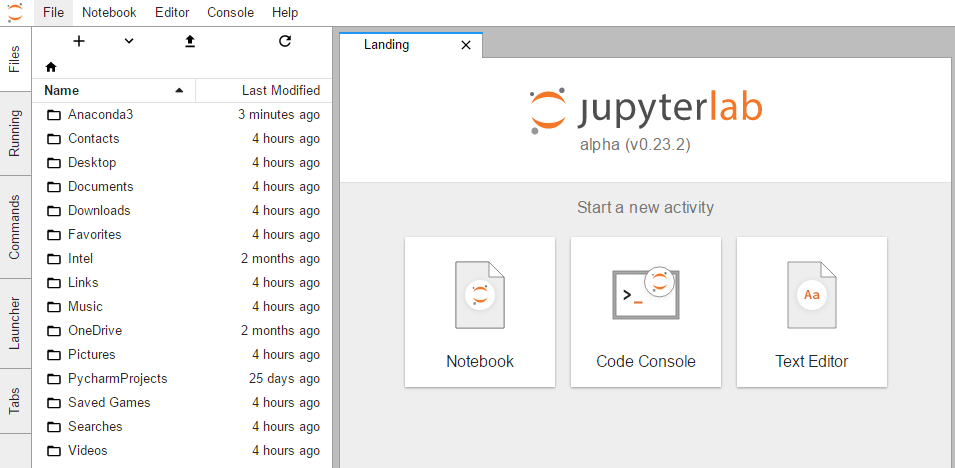 File Notebook Editor Console Help
Files
Running
Commands
Launcher
Tabs
Name Last Modified
Anaconda3 3 minutes ago
Contacts 4 hours ago
Desktop 4 hours ago
Documents 4 hours ago
Downloads 4 hours ago
Favorites 4 hours ago
Intel 2 months ago
Links 4 hours ago
Music 4 hours ago
OneDrive 2 months ago
Pictures 4 hours ago
PycharmProjects 25 days ago
Saved Games 4 hours ago
Searches 4 hours ago
Videos 4 hours ago
Landing
jupyterlab
alpha (v0.23.2)
Start a new activity
>_
Aa
Notebook Code Console Text Editor